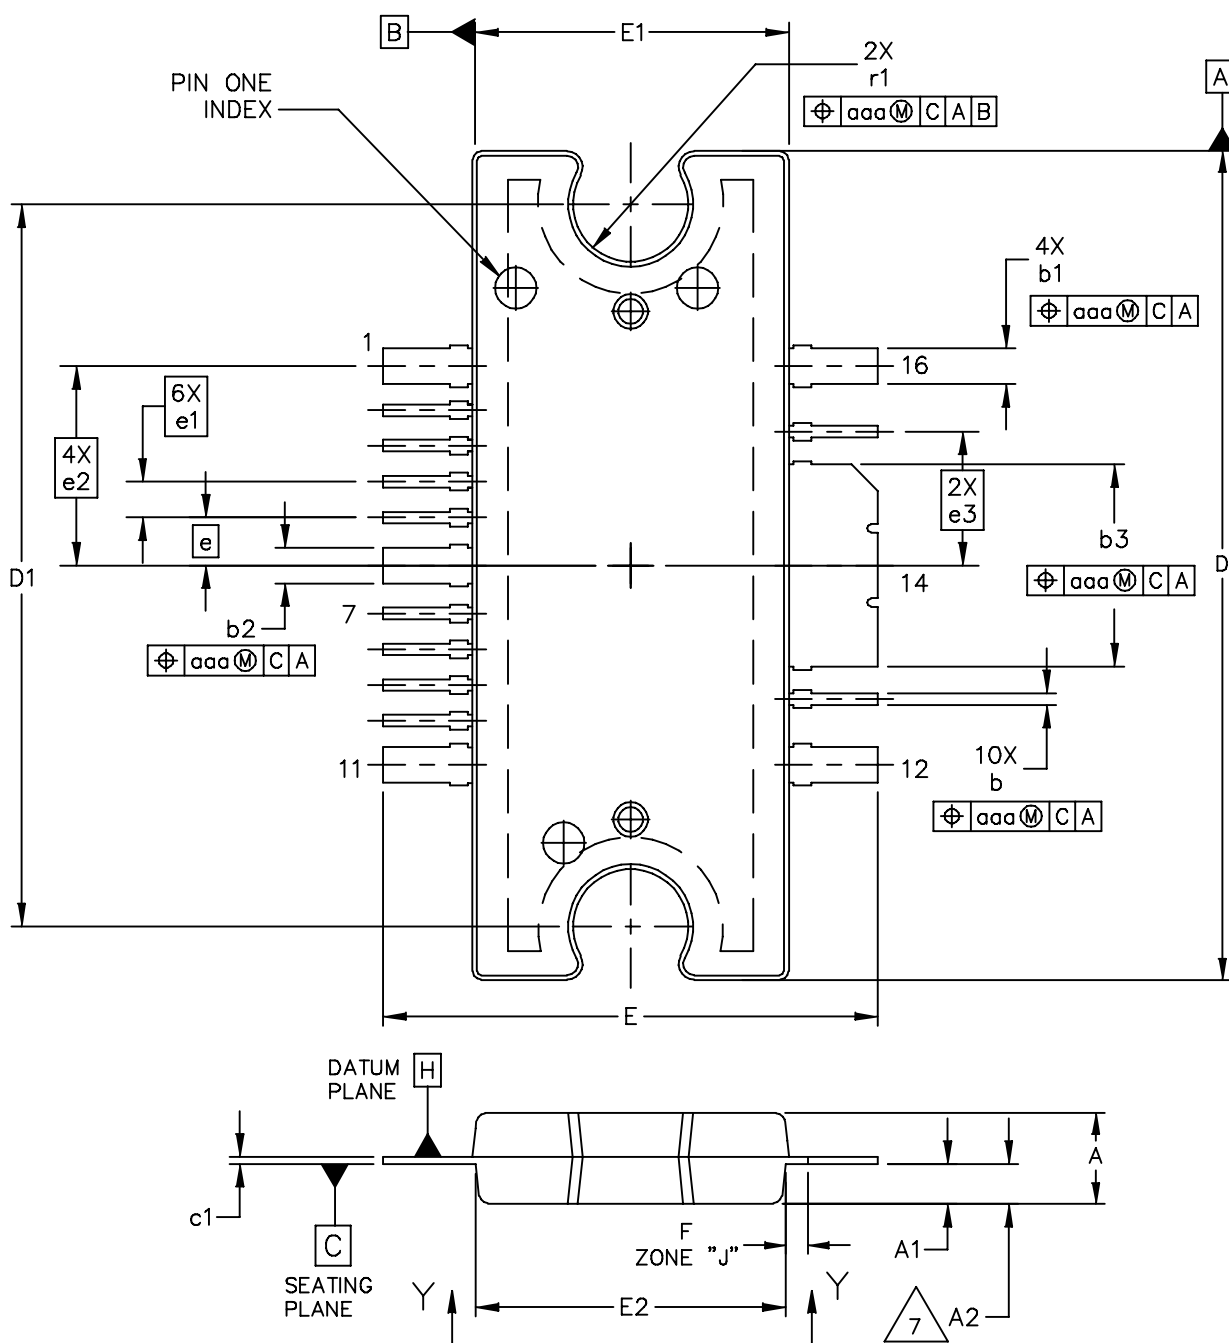 B
E1
2X
r1
⌖ aaa Ⓜ C A B
A
PIN ONE
INDEX
4X
b1
⌖ aaa Ⓜ C A
1
16
6X
e1
4X
e2
2X
e3
e
b3
D1
D
⌖ aaa Ⓜ C A
14
7
b2
⌖ aaa Ⓜ C A
11
12
10X
b
⌖ aaa Ⓜ C A
E
DATUM
PLANE
H
A
c1
C
SEATING
PLANE
F
ZONE "J"
A1
Y
Y
E2
7
A2